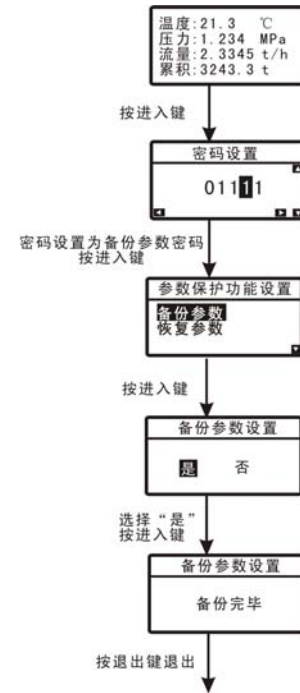 温度:21.3 ℃
压力:1.234 MPa
流量:2.3345 t/h
累积:3243.3 t
按进入键
密码设置
01111
密码设置为备份参数密码
按进入键
参数保护功能设置
备份参数
恢复参数
按进入键
备份参数设置
是 否
选择“是”
按进入键
备份参数设置
备份完毕
按退出键退出